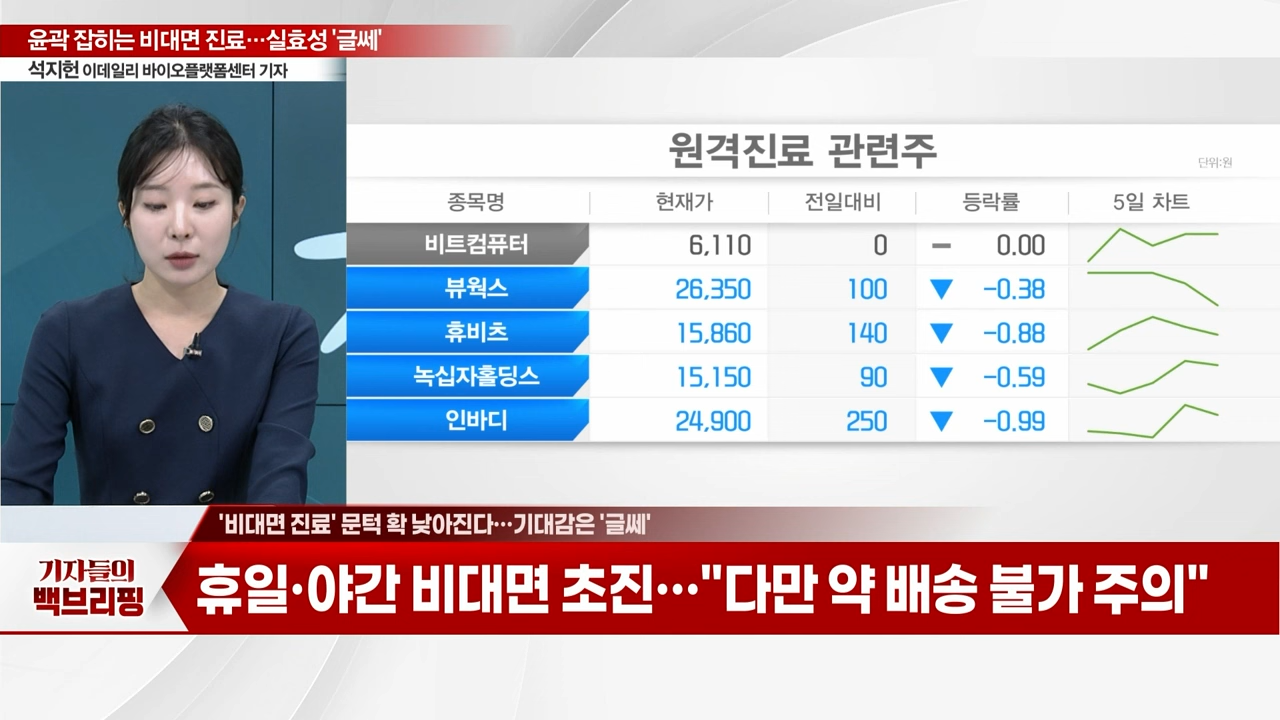 윤곽 잡히는 비대면 진료…실효성 '글쎄'
석지헌 이데일리 바이오플랫폼센터 기자
원격진료 관련주
단위:원
종목명 현재가 전일대비 등락률 5일 차트
비트컴퓨터 6,110 0 - 0.00
뷰웍스 26,350 100 ▼ -0.38
휴비츠 15,860 140 ▼ -0.88
녹십자홀딩스 15,150 90 ▼ -0.59
인바디 24,900 250 ▼ -0.99
'비대면 진료' 문턱 확 낮아진다…기대감은 '글쎄'
기자들의
백브리핑
휴일·야간 비대면 초진…"다만 약 배송 불가 주의"